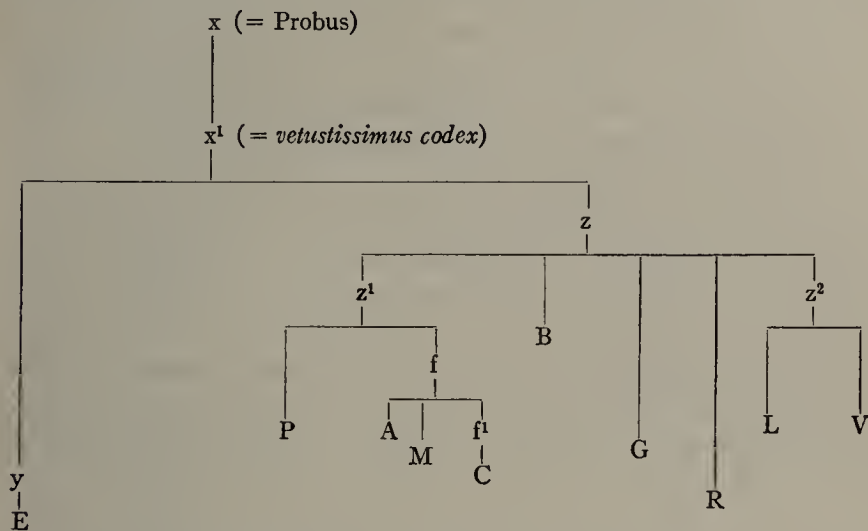 x (= Probus)
x¹ (= vetustissimus codex)
z
z¹
z²
B
f
P
A
f¹
L
V
M
G
C
y
R
E